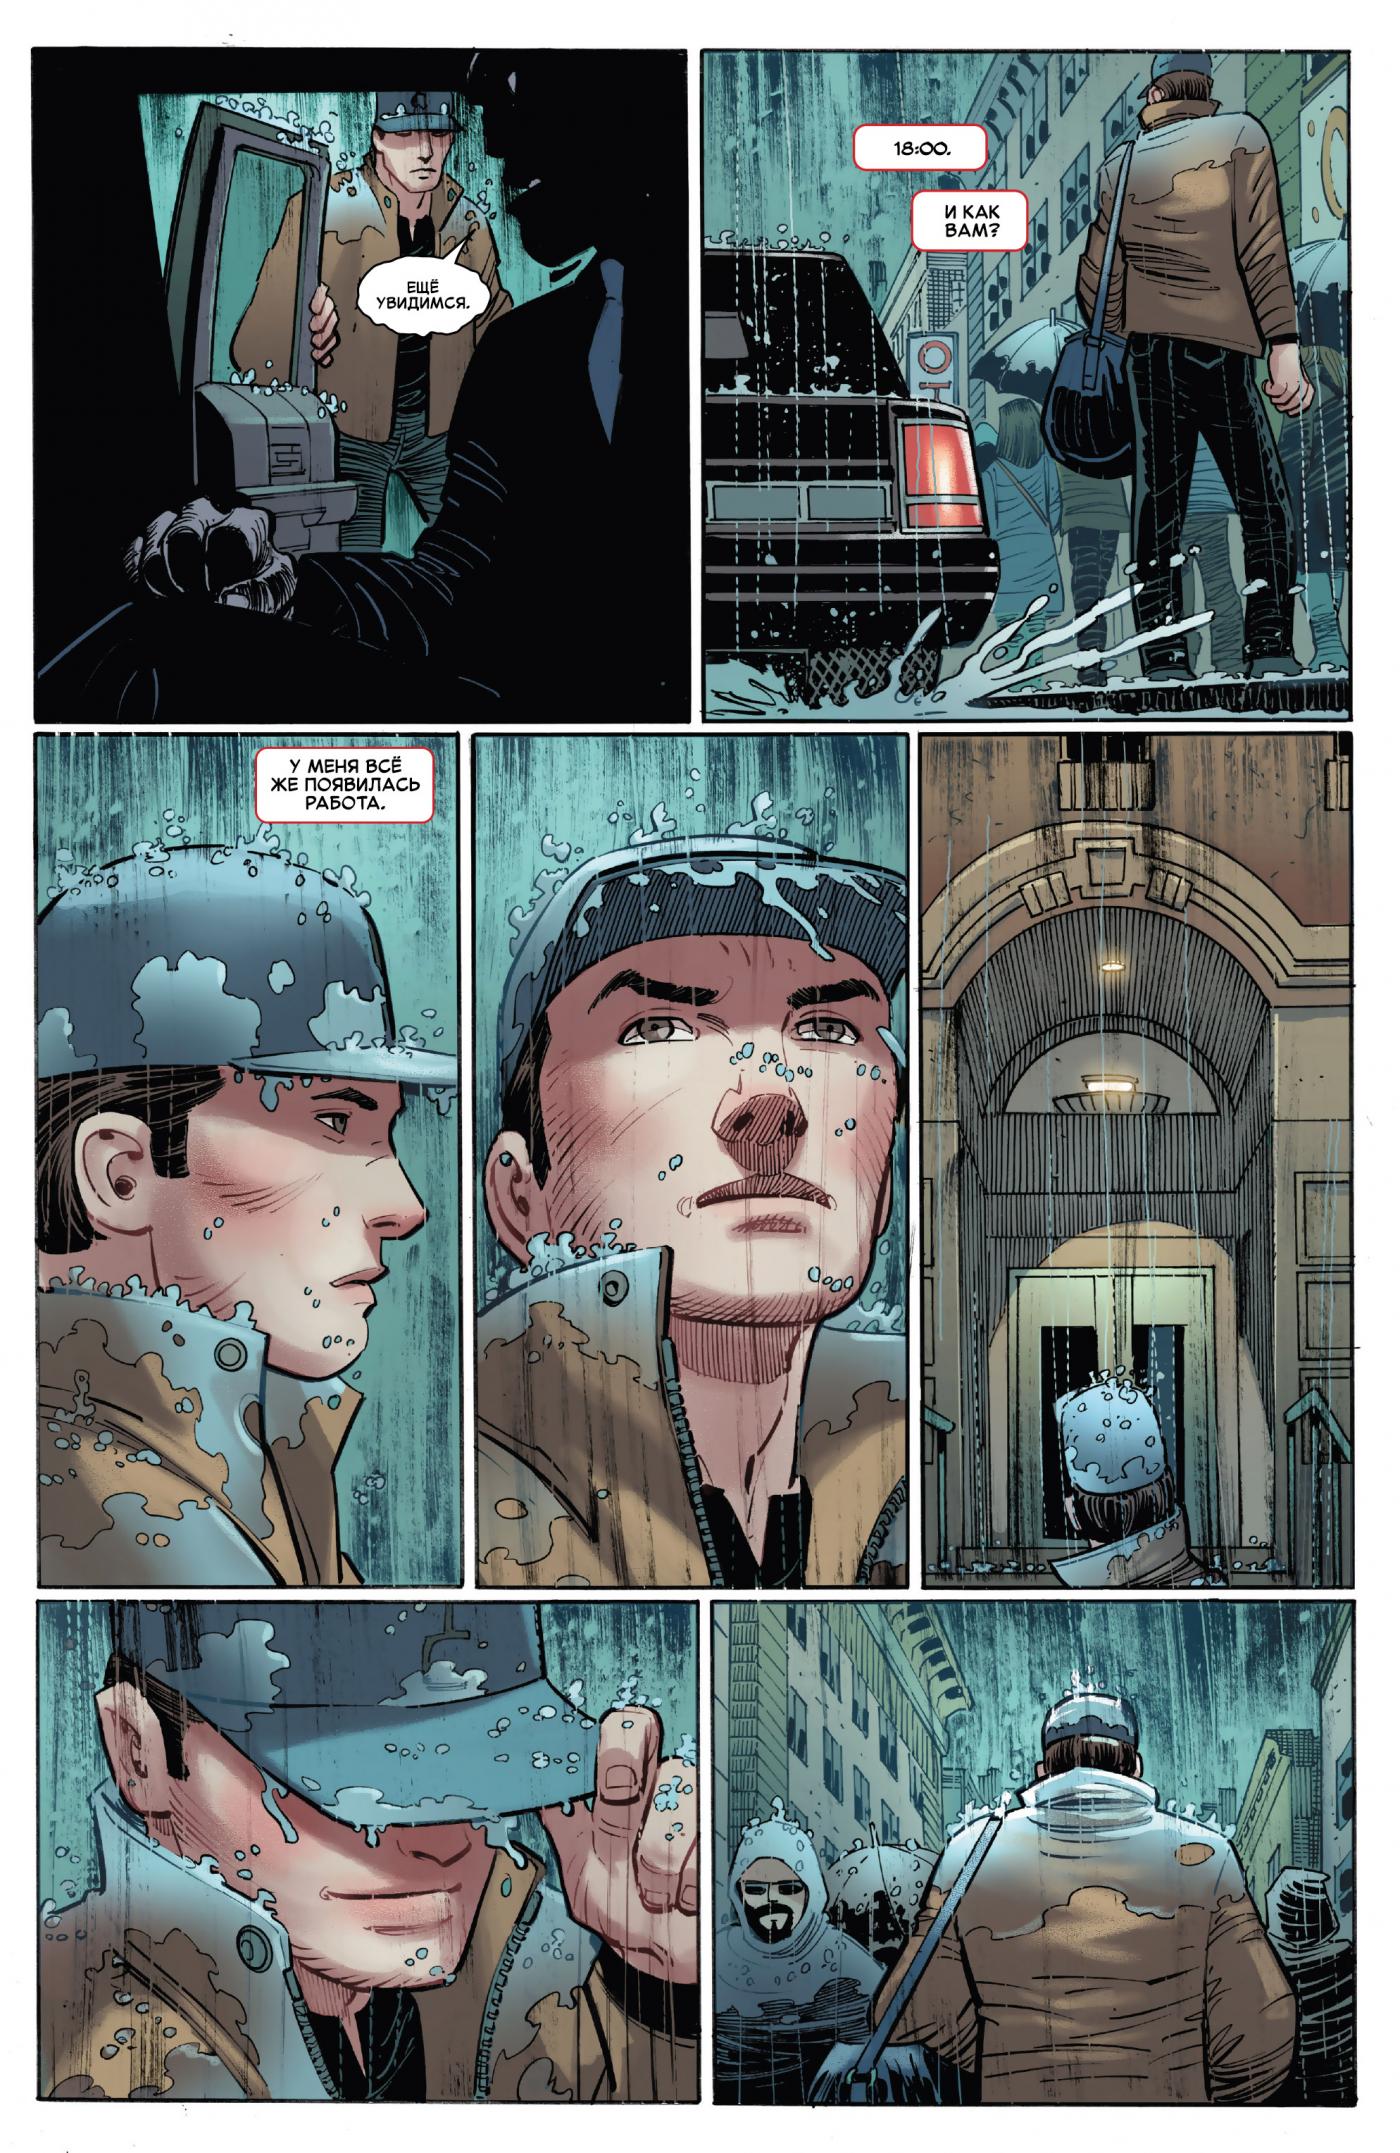 ЕЩЁ
УВИДИМСЯ.
18:00.
И КАК
ВАМ?
У МЕНЯ ВСЁ
ЖЕ ПОЯВИЛАСЬ
РАБОТА.